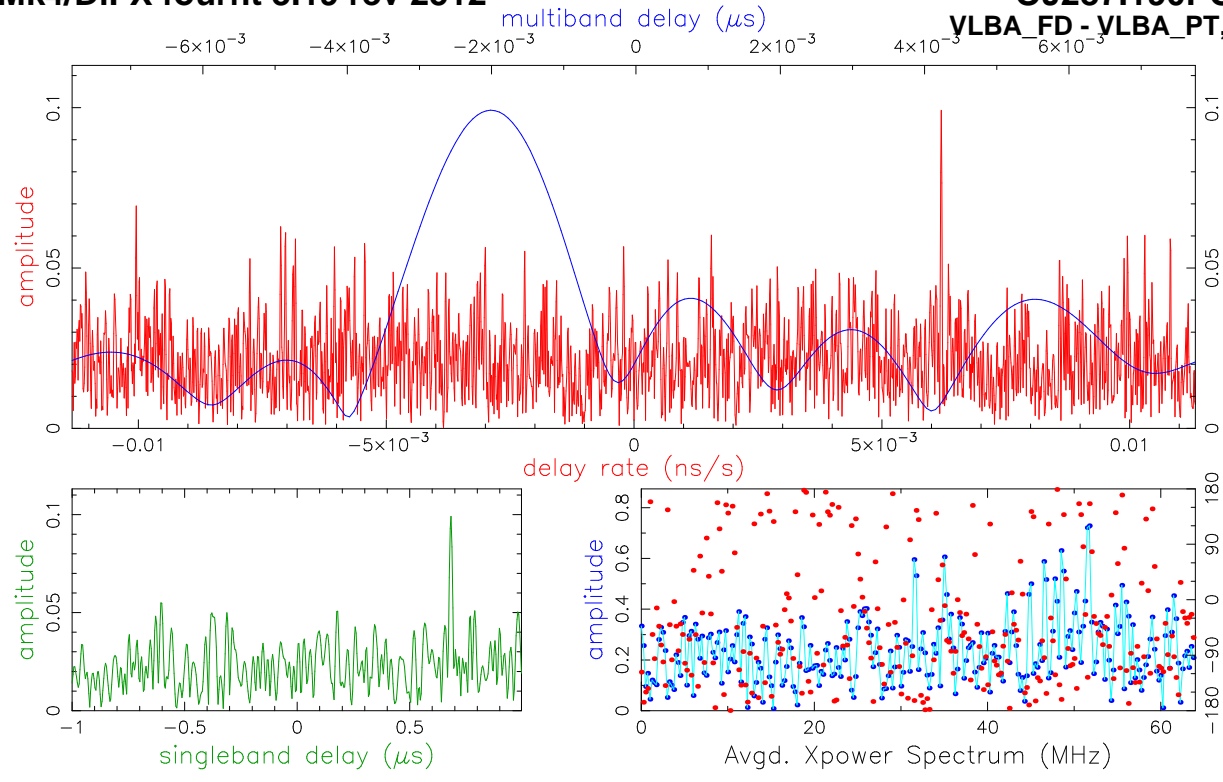 multiband delay (μs)
VLBA_FD - VLBA_PT,
−6×10⁻³ −4×10⁻³ −2×10⁻³ 0 2×10⁻³ 4×10⁻³ 6×10⁻³
amplitude
0 0.05 0.1
0 0.05 0.1
−0.01 −5×10⁻³ 0 5×10⁻³ 0.01
delay rate (ns/s)
amplitude
0 0.05 0.1
−1 −0.5 0 0.5
singleband delay (μs)
amplitude
0 0.2 0.4 0.6 0.8
−180 −90 0 90 180
0 20 40 60
Avgd. Xpower Spectrum (MHz)